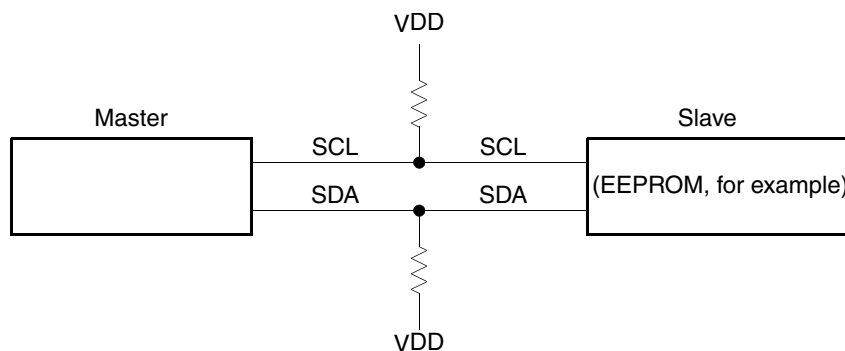 VDD
Master
Slave
SCL
SCL
(EEPROM, for example)
SDA
SDA
VDD